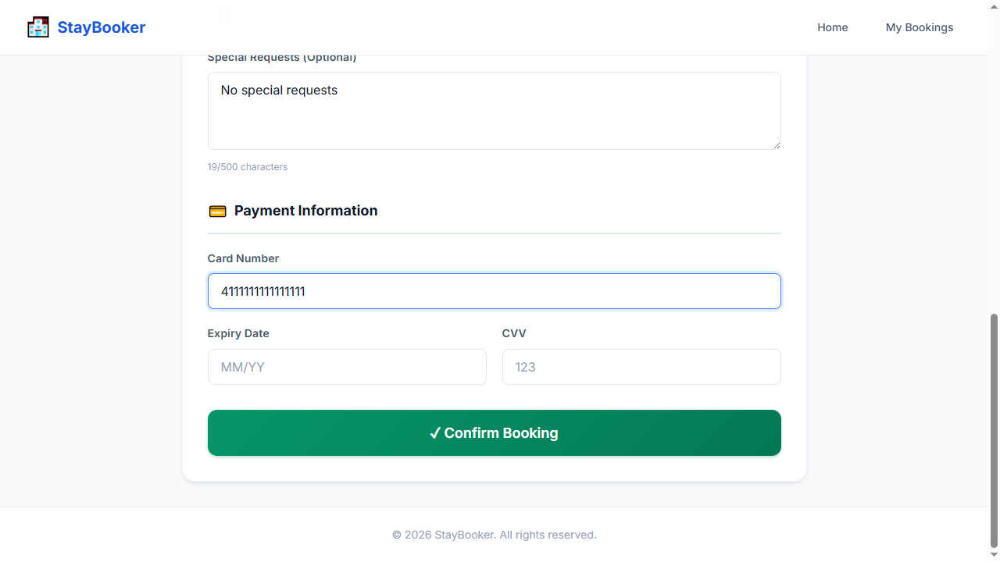 StayBooker
Home
My Bookings
Special Requests (Optional)
No special requests
19/500 characters
Payment Information
Card Number
4111111111111111
Expiry Date
CVV
MM/YY
123
✓ Confirm Booking
© 2026 StayBooker. All rights reserved.